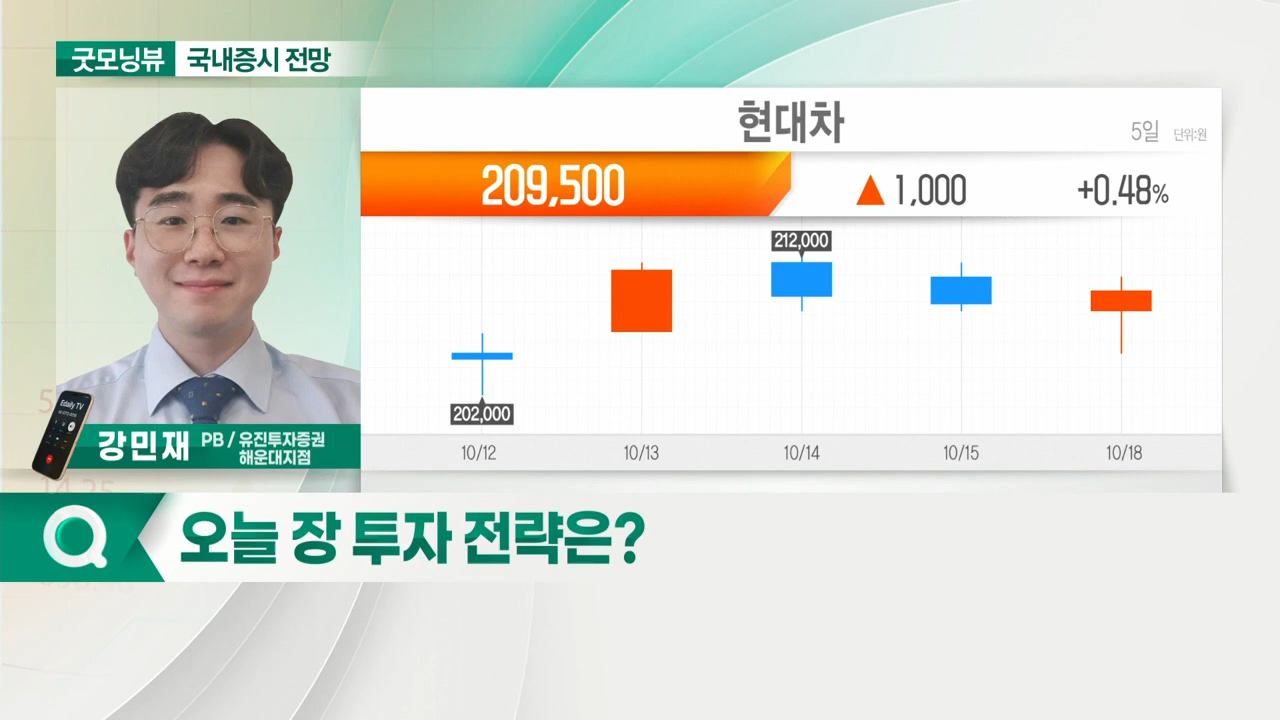 굿모닝뷰 국내증시 전망
현대차
5일 단위:원
209,500 ▲ 1,000 +0.48%
212,000
202,000
10/12 10/13 10/14 10/15 10/18
Edaily TV
강민재 PB / 유진투자증권
해운대지점
Q 오늘 장 투자 전략은?